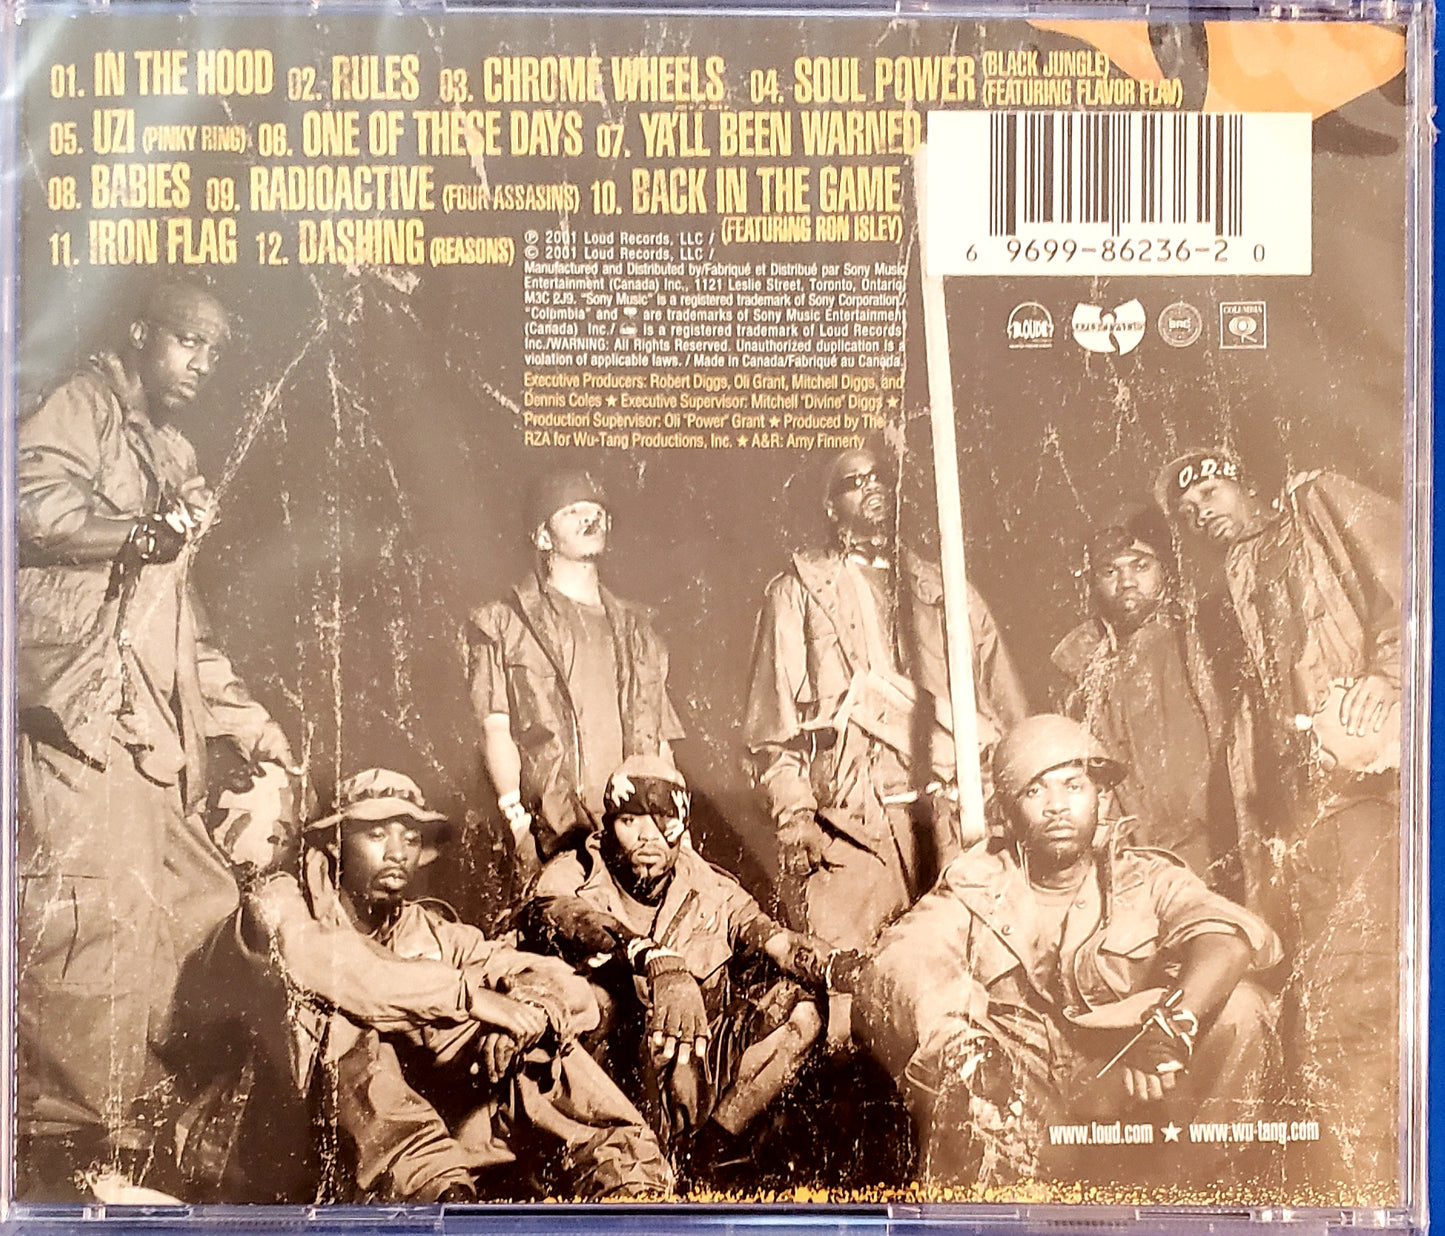 01. IN THE HOOD 02. RULES 03. CHROME WHEELS 04. SOUL POWER (BLACK JUNGLE) (FEATURING FLAVOR FLAV)
05. UZI (PINKY RING) 06. ONE OF THESE DAYS 07. YA'LL BEEN WARNED
08. BABIES 09. RADIOACTIVE (FOUR ASSASINS) 10. BACK IN THE GAME (FEATURING RON ISLEY)
11. IRON FLAG 12. DASHING (REASONS)
℗ 2001 Loud Records, LLC /
© 2001 Loud Records, LLC /
Manufactured and Distributed by/Fabriqué et Distribué par Sony Music
Entertainment (Canada) Inc., 1121 Leslie Street, Toronto, Ontario,
M3C 2J9. "Sony Music" is a registered trademark of Sony Corporation/
"Columbia" and are trademarks of Sony Music Entertainment
(Canada) Inc./ is a registered trademark of Loud Records
Inc./WARNING: All Rights Reserved. Unauthorized duplication is a
violation of applicable laws. / Made in Canada/Fabriqué au Canada.
Executive Producers: Robert Diggs, Oli Grant, Mitchell Diggs, and
Dennis Coles ★ Executive Supervisor: Mitchell "Divine" Diggs ★
Production Supervisor: Oli "Power" Grant ★ Produced by The
RZA for Wu-Tang Productions, Inc. ★ A&R: Amy Finnerty
6 9699-86236-2 0
LOUD
COLUMBIA
O.D.B
www.loud.com ★ www.wu-tang.com